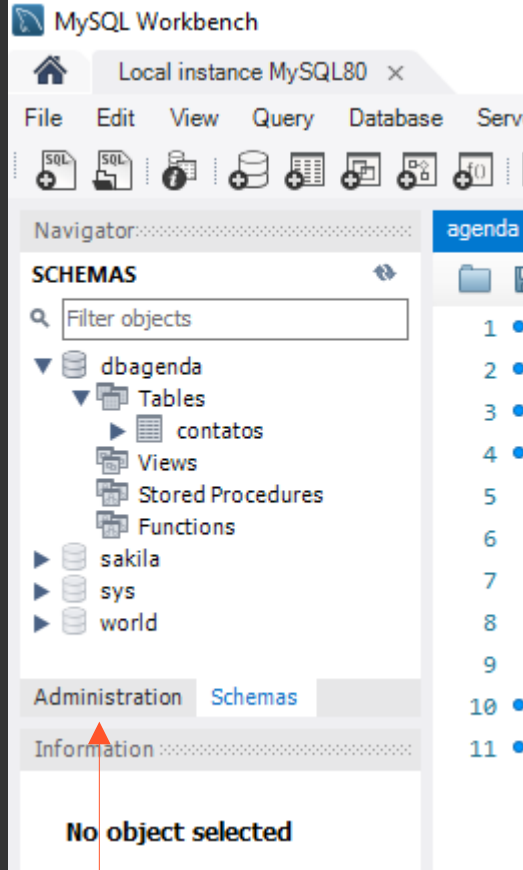 MySQL Workbench
Local instance MySQL80 ×
File Edit View Query Database
SQL SQL
Navigator agenda
SCHEMAS
Filter objects
1
dbagenda
2
Tables
3
contatos
4
Views
5
Stored Procedures
6
Functions
sakila
7
sys
8
world
9
Administration Schemas
10
Information
11
No object selected